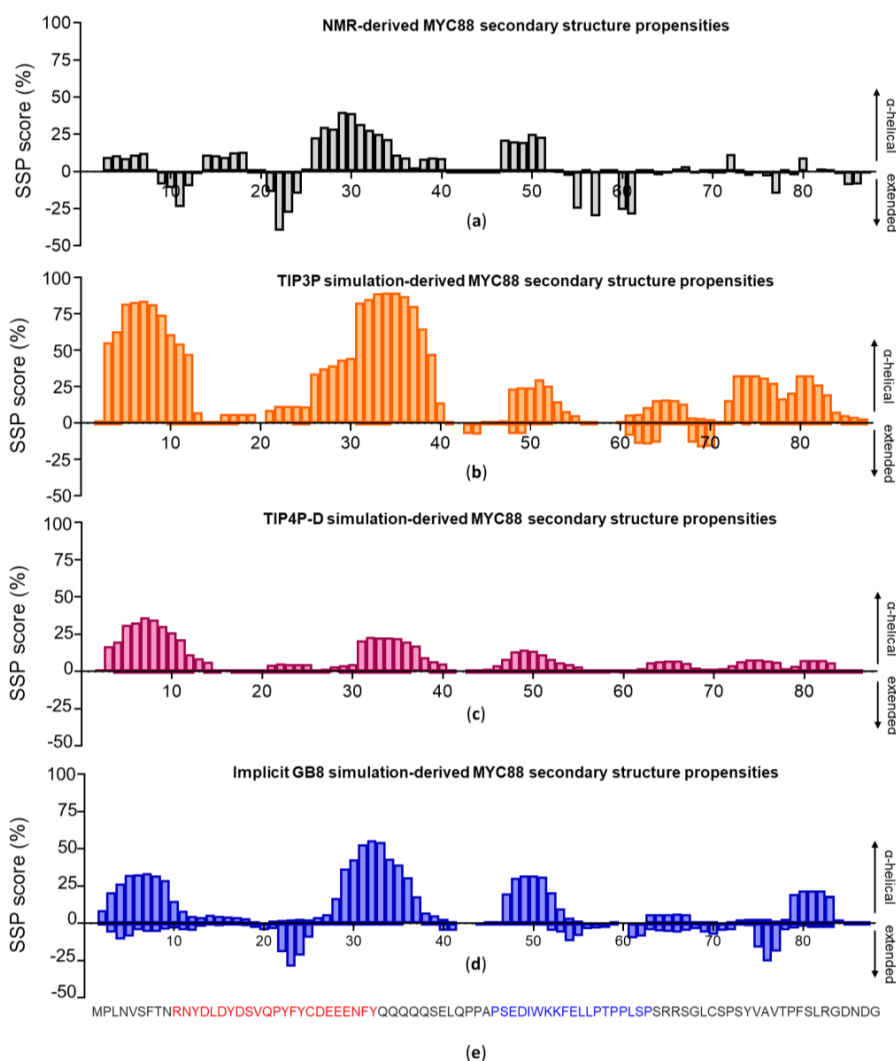 NMR-derived MYC88 secondary structure propensities
100
75
50
25
0
-25
-50
SSP score (%)
10
20
30
40
50
60
70
80
α-helical
extended
(a)
TIP3P simulation-derived MYC88 secondary structure propensities
100
75
50
25
0
-25
-50
SSP score (%)
10
20
30
40
50
60
70
80
α-helical
extended
(b)
TIP4P-D simulation-derived MYC88 secondary structure propensities
100
75
50
25
0
-25
-50
SSP score (%)
10
20
30
40
50
60
70
80
α-helical
extended
(c)
Implicit GB8 simulation-derived MYC88 secondary structure propensities
100
75
50
25
0
-25
-50
SSP score (%)
10
20
30
40
50
60
70
80
α-helical
extended
(d)
MPLNVSFTNRNYDLDYDSVQPYFYCDEEENFYQQQQQSELQPPAPSEDIWKKFELLPTPPLSPSRRSGLCSPSYVAVTPFSLRGDNDG
(e)